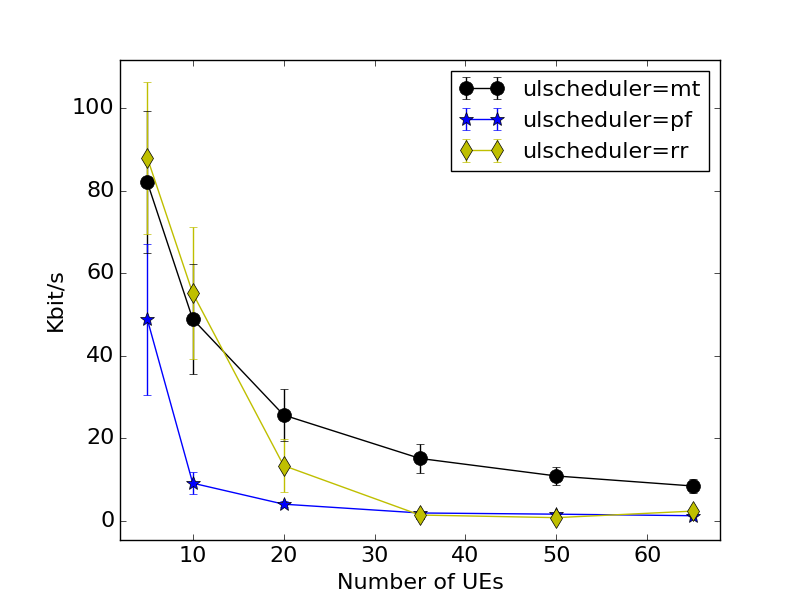 ulscheduler=mt
ulscheduler=pf
ulscheduler=rr
100
80
60
40
20
0
Kbit/s
10 20 30 40 50 60
Number of UEs